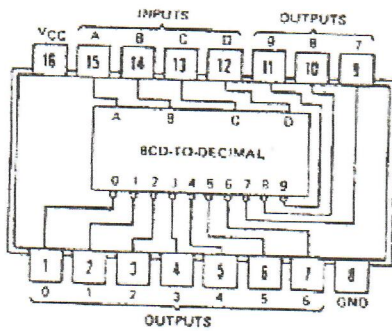 INPUTS OUTPUTS
VCC A B C D 9 8 7
16 15 14 13 12 11 10 9
A B C D
BCD-TO-DECIMAL
0 1 2 3 4 5 6 7 8 9
1 2 3 4 5 6 7 8
0 1 2 3 4 5 6 GND
OUTPUTS